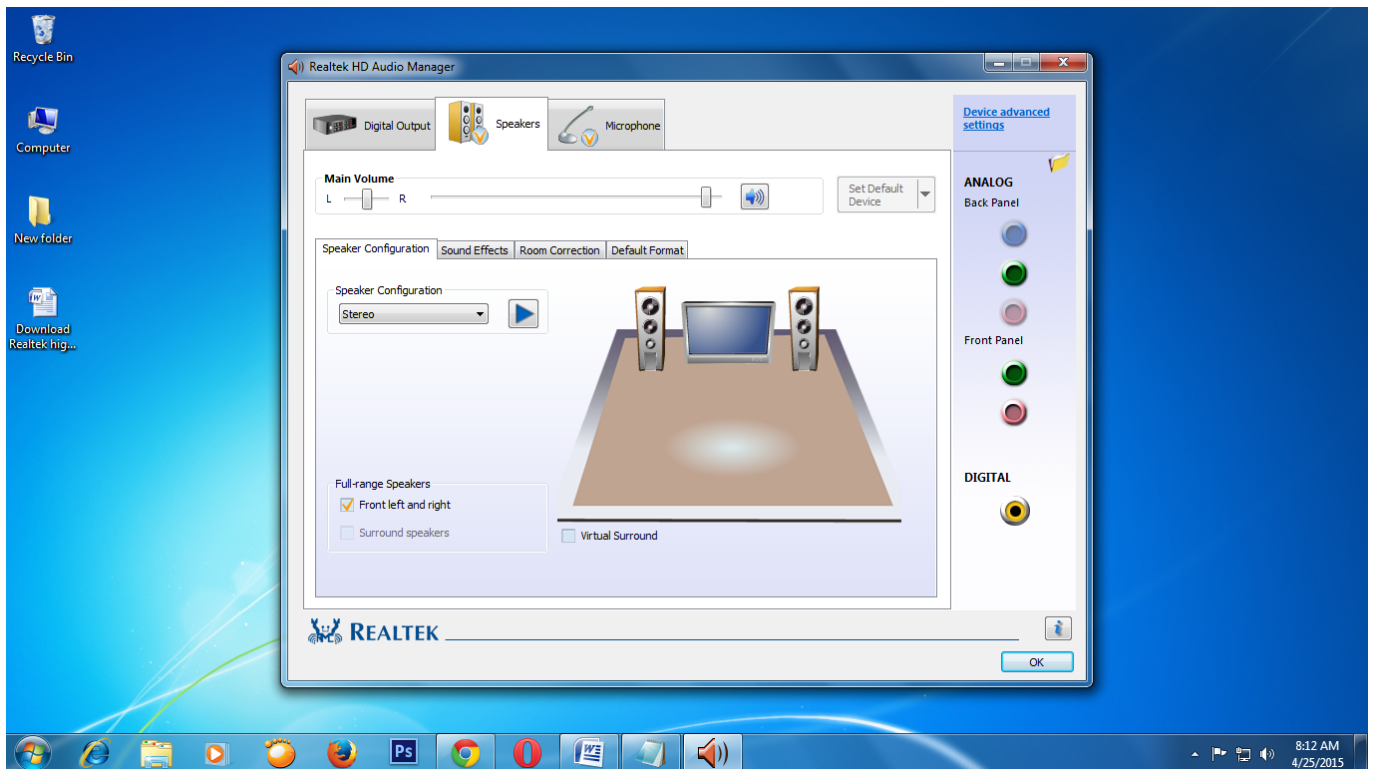 Recycle Bin
Computer
New folder
Download
Realtek hig...
Realtek HD Audio Manager
Digital Output
Speakers
Microphone
Device advanced
settings
Main Volume
L
R
Set Default
Device
ANALOG
Back Panel
Speaker Configuration
Sound Effects
Room Correction
Default Format
Speaker Configuration
Stereo
Front Panel
Full-range Speakers
Front left and right
Surround speakers
Virtual Surround
DIGITAL
REALTEK
OK
Ps
8:12 AM
4/25/2015